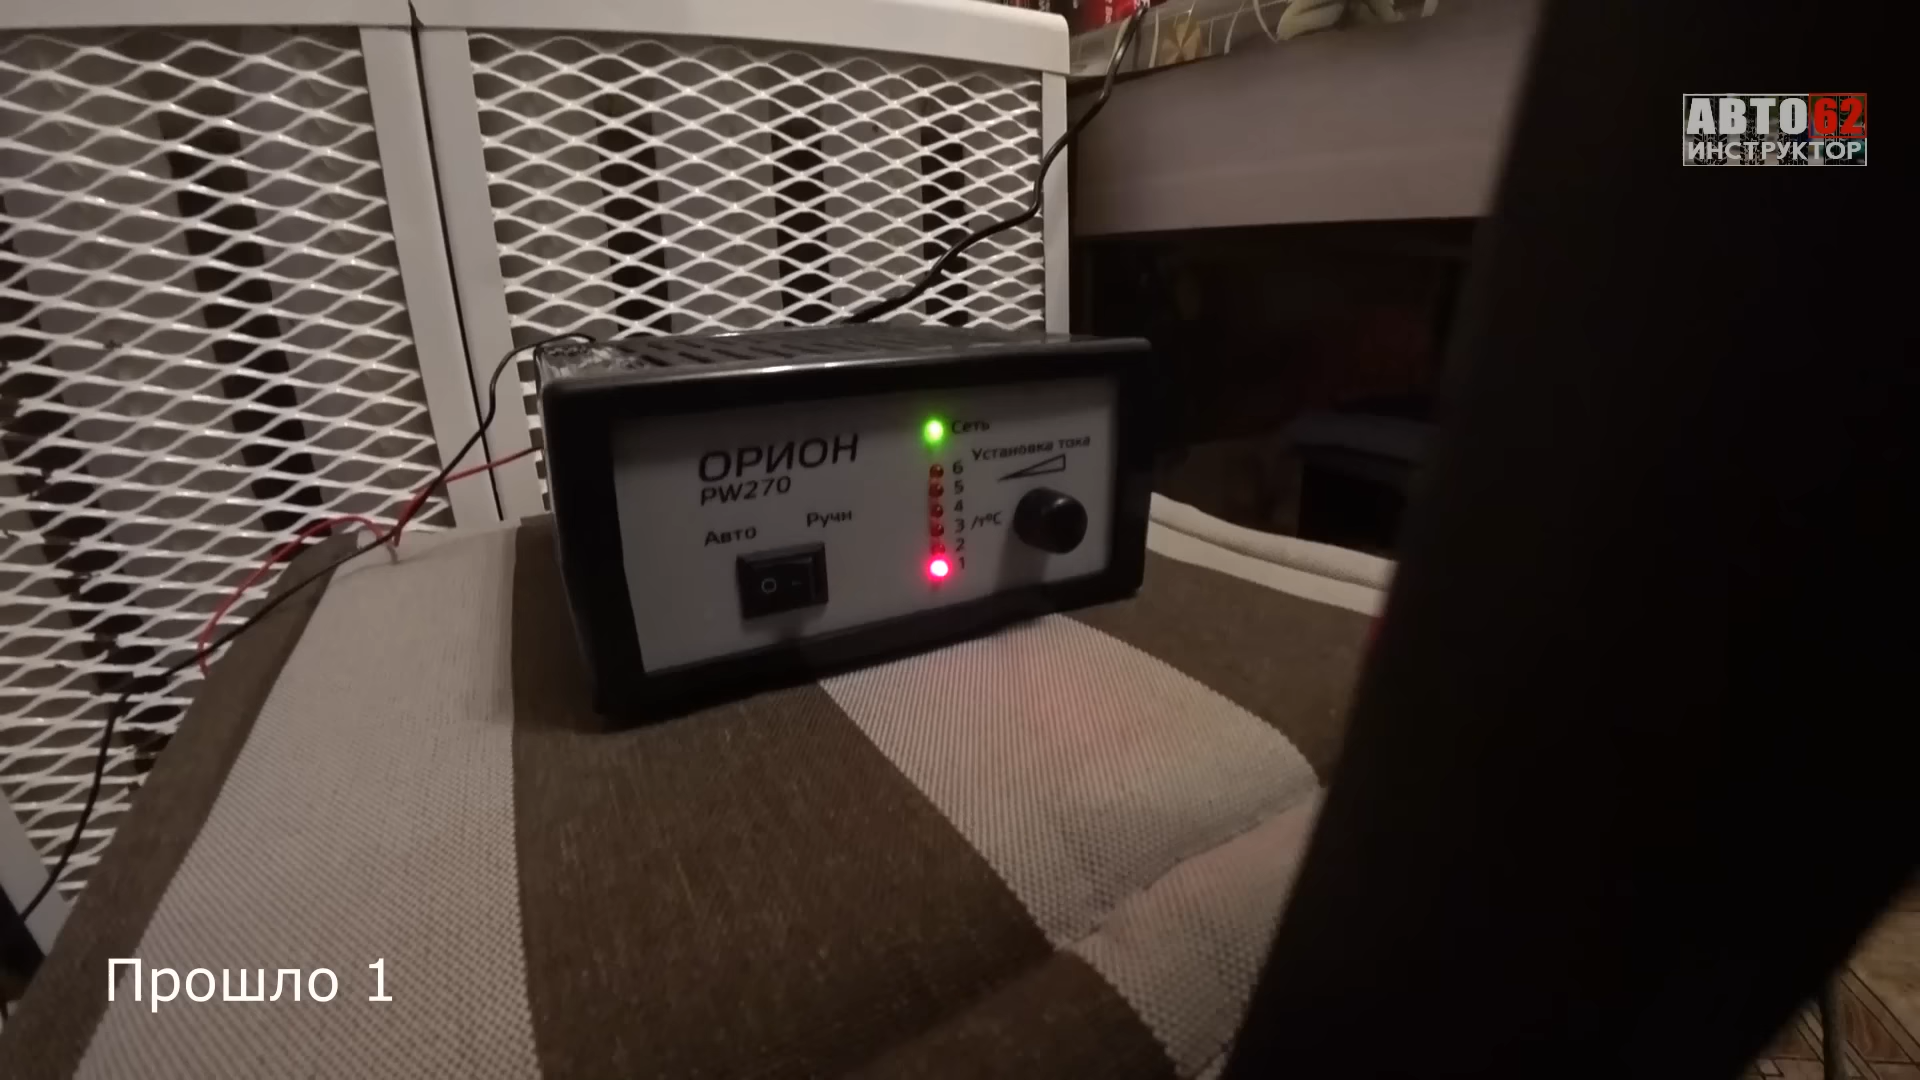 АВТО62
ИНСТРУКТОР
Сеть
Установка тока
ОРИОН
PW270
6
5
4
3 /т°С
2
1
Авто
Ручн
Прошло 1